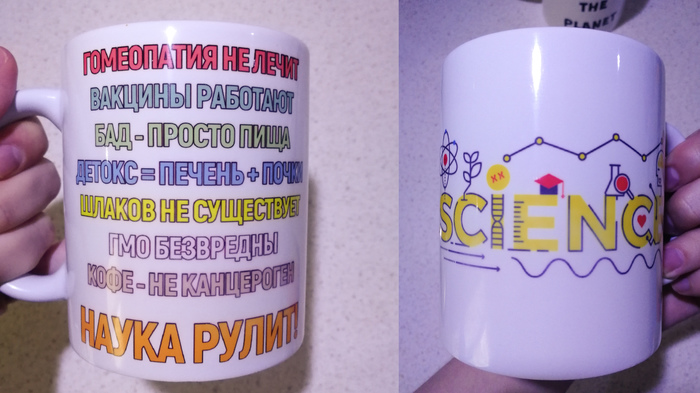 ГОМЕОПАТИЯ НЕ ЛЕЧИТ
ВАКЦИНЫ РАБОТАЮТ
БАД - ПРОСТО ПИЩА
ДЕТОКС = ПЕЧЕНЬ + ПОЧКИ
ШЛАКОВ НЕ СУЩЕСТВУЕТ
ГМО БЕЗВРЕДНЫ
КОФЕ - НЕ КАНЦЕРОГЕН
НАУКА РУЛИТ!
THE
PLANET
SCIENC